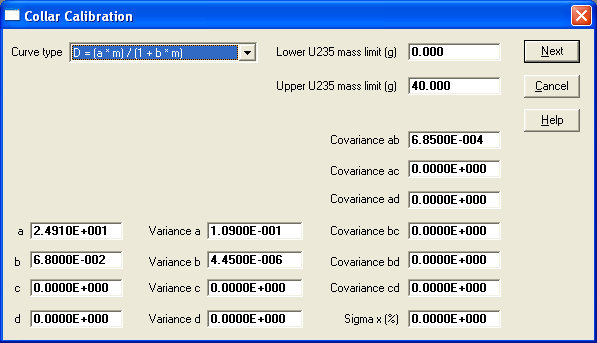 Collar Calibration
Curve type D = (a * m) / (1 + b * m) Lower U235 mass limit (g) 0.000 Next
Upper U235 mass limit (g) 40.000 Cancel
Help
Covariance ab 6.8500E-004
Covariance ac 0.0000E+000
Covariance ad 0.0000E+000
a 2.4910E+001 Variance a 1.0900E-001 Covariance bc 0.0000E+000
b 6.8000E-002 Variance b 4.4500E-006 Covariance bd 0.0000E+000
c 0.0000E+000 Variance c 0.0000E+000 Covariance cd 0.0000E+000
d 0.0000E+000 Variance d 0.0000E+000 Sigma x (%) 0.0000E+000